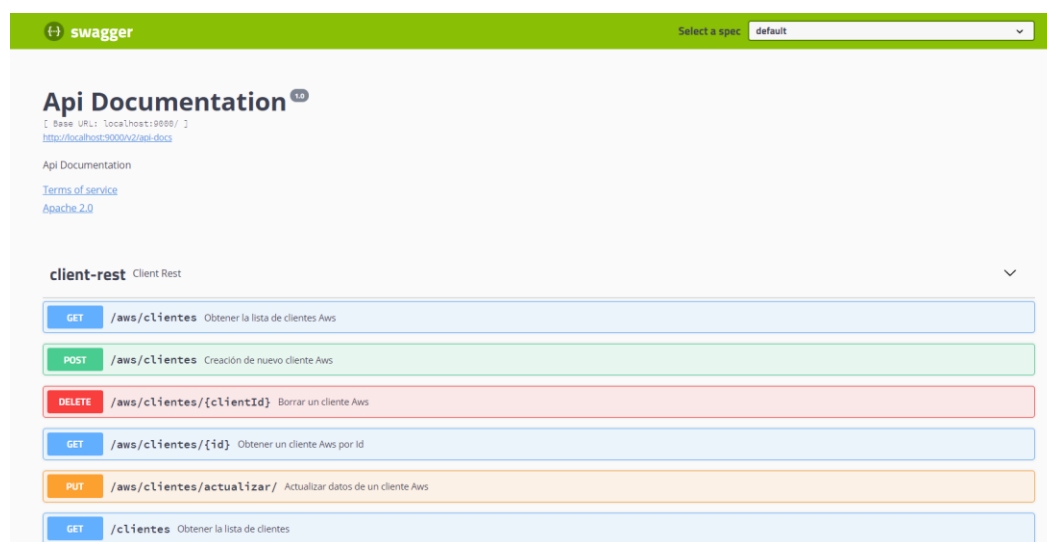 swagger
Select a spec default
Api Documentation 1.0
[ Base URL: localhost:9000/ ]
http://localhost:9000/v2/api-docs
Api Documentation
Terms of service
Apache 2.0
client-rest Client Rest
GET /aws/clientes Obtener la lista de clientes Aws
POST /aws/clientes Creación de nuevo cliente Aws
DELETE /aws/clientes/{clientId} Borrar un cliente Aws
GET /aws/clientes/{id} Obtener un cliente Aws por Id
PUT /aws/clientes/actualizar/ Actualizar datos de un cliente Aws
GET /clientes Obtener la lista de clientes